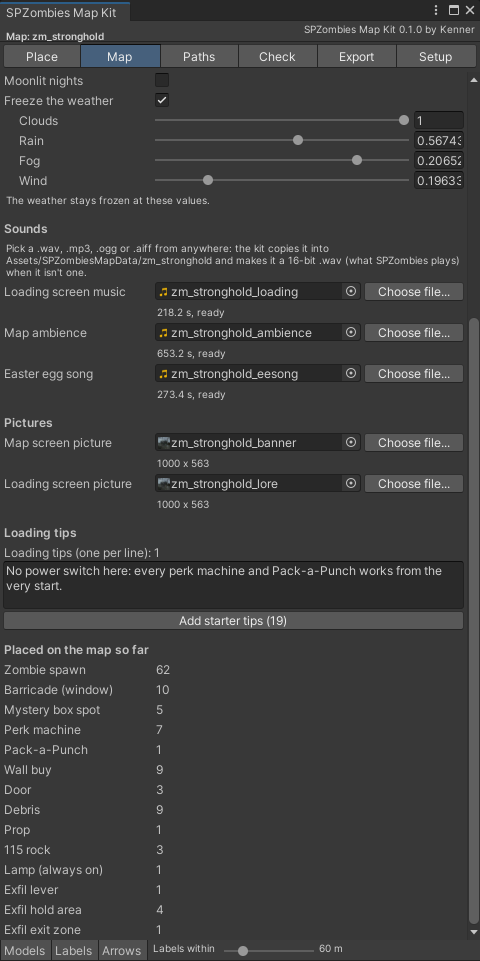 SPZombies Map Kit
Map: zm_stronghold
SPZombies Map Kit 0.1.0 by Kenner
Place Map Paths Check Export Setup
Moonlit nights
Freeze the weather
Clouds 1
Rain 0.56743
Fog 0.20652
Wind 0.19633
The weather stays frozen at these values.
Sounds
Pick a .wav, .mp3, .ogg or .aiff from anywhere: the kit copies it into
Assets/SPZombiesMapData/zm_stronghold and makes it a 16-bit .wav (what SPZombies plays)
when it isn't one.
Loading screen music zm_stronghold_loading Choose file...
218.2 s, ready
Map ambience zm_stronghold_ambience Choose file...
653.2 s, ready
Easter egg song zm_stronghold_eesong Choose file...
273.4 s, ready
Pictures
Map screen picture zm_stronghold_banner Choose file...
1000 x 563
Loading screen picture zm_stronghold_lore Choose file...
1000 x 563
Loading tips
Loading tips (one per line): 1
No power switch here: every perk machine and Pack-a-Punch works from the
very start.
Add starter tips (19)
Placed on the map so far
Zombie spawn 62
Barricade (window) 10
Mystery box spot 5
Perk machine 7
Pack-a-Punch 1
Wall buy 9
Door 3
Debris 9
Prop 1
115 rock 3
Lamp (always on) 1
Exfil lever 1
Exfil hold area 4
Exfil exit zone 1
Models Labels Arrows Labels within 60 m